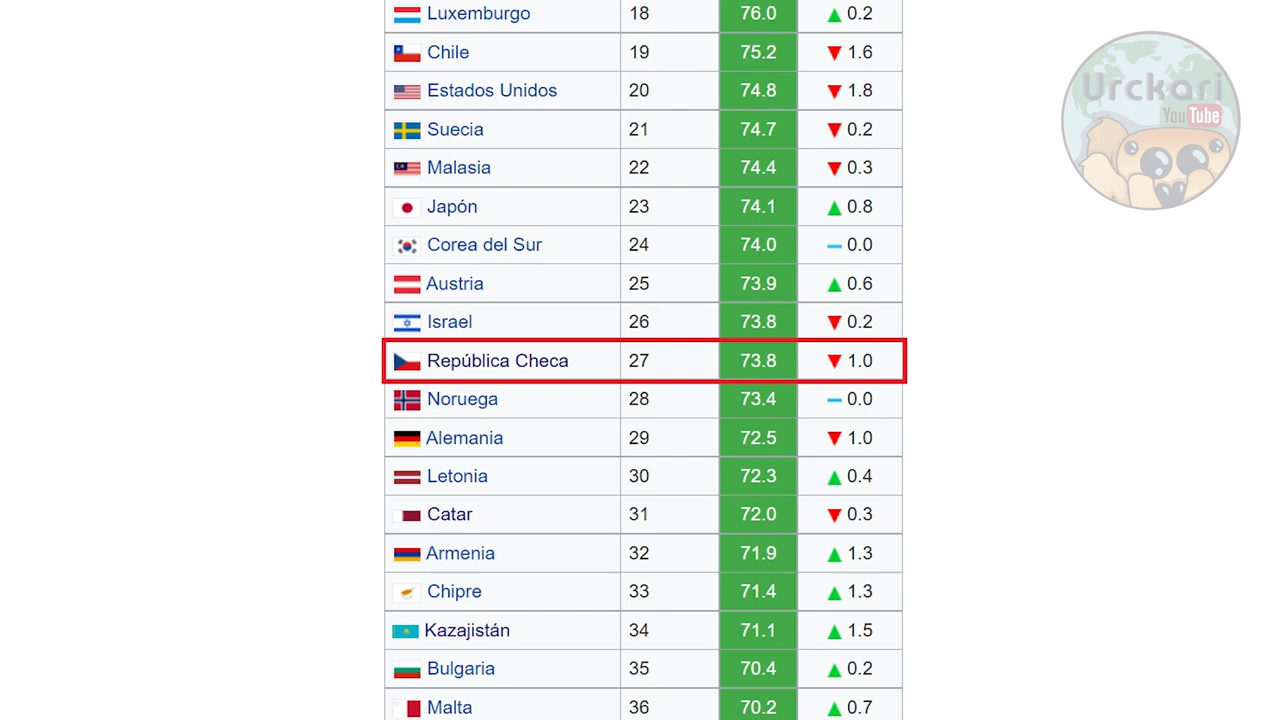 Luxemburgo 18 76.0 ▲ 0.2
Chile 19 75.2 ▼ 1.6
Estados Unidos 20 74.8 ▼ 1.8
Suecia 21 74.7 ▼ 0.2
Malasia 22 74.4 ▼ 0.3
Japón 23 74.1 ▲ 0.8
Corea del Sur 24 74.0 — 0.0
Austria 25 73.9 ▲ 0.6
Israel 26 73.8 ▼ 0.2
República Checa 27 73.8 ▼ 1.0
Noruega 28 73.4 — 0.0
Alemania 29 72.5 ▼ 1.0
Letonia 30 72.3 ▲ 0.4
Catar 31 72.0 ▼ 0.3
Armenia 32 71.9 ▲ 1.3
Chipre 33 71.4 ▲ 1.3
Kazajistán 34 71.1 ▲ 1.5
Bulgaria 35 70.4 ▲ 0.2
Malta 36 70.2 ▲ 0.7
Urckari
YouTube